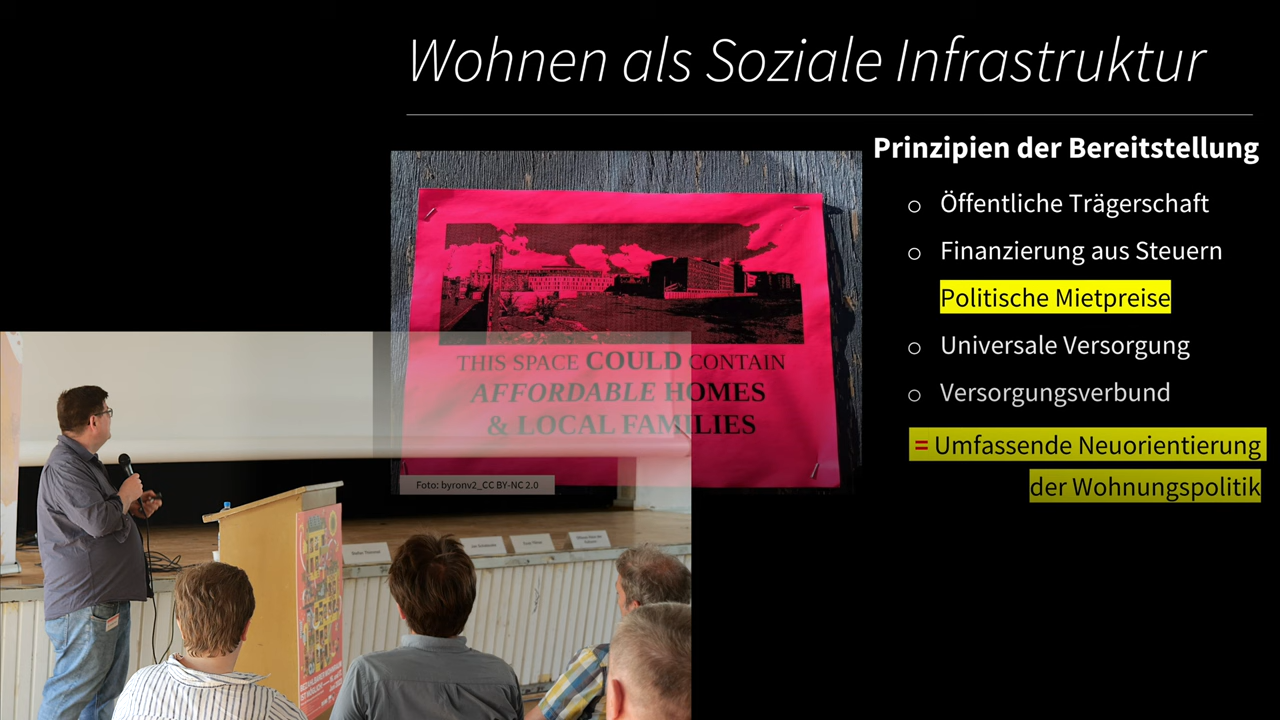 Wohnen als Soziale Infrastruktur
Prinzipien der Bereitstellung
Öffentliche Trägerschaft
Finanzierung aus Steuern
Politische Mietpreise
Universale Versorgung
Versorgungsverbund
= Umfassende Neuorientierung
der Wohnungspolitik
THIS SPACE COULD CONTAIN
AFFORDABLE HOMES
& LOCAL FAMILIES
Foto: byronv2_CC BY-NC 2.0